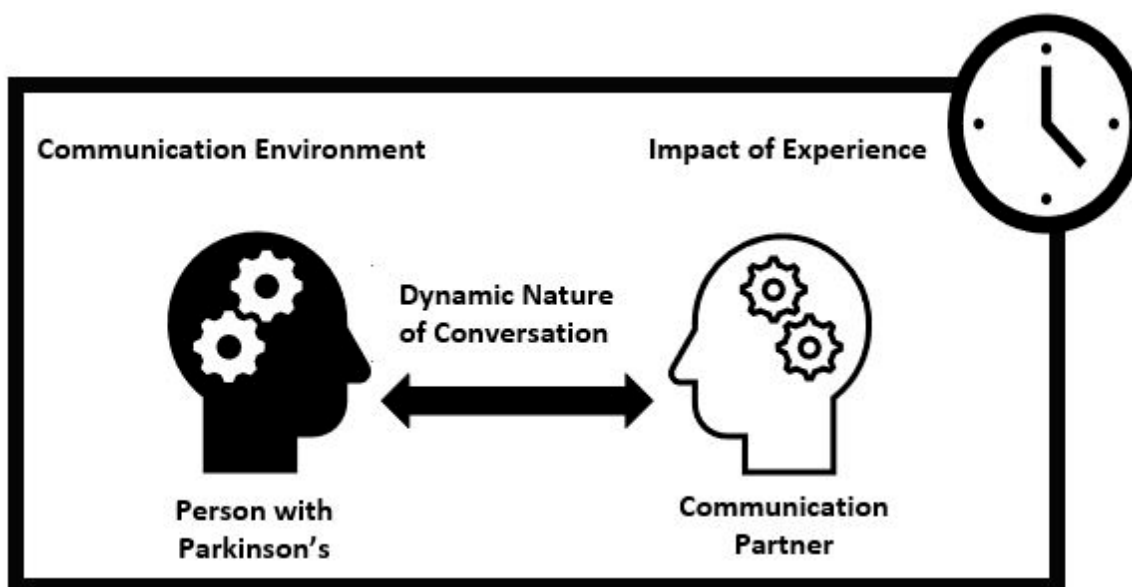 Communication Environment
Impact of Experience
Dynamic Nature
of Conversation
Person with
Parkinson's
Communication
Partner